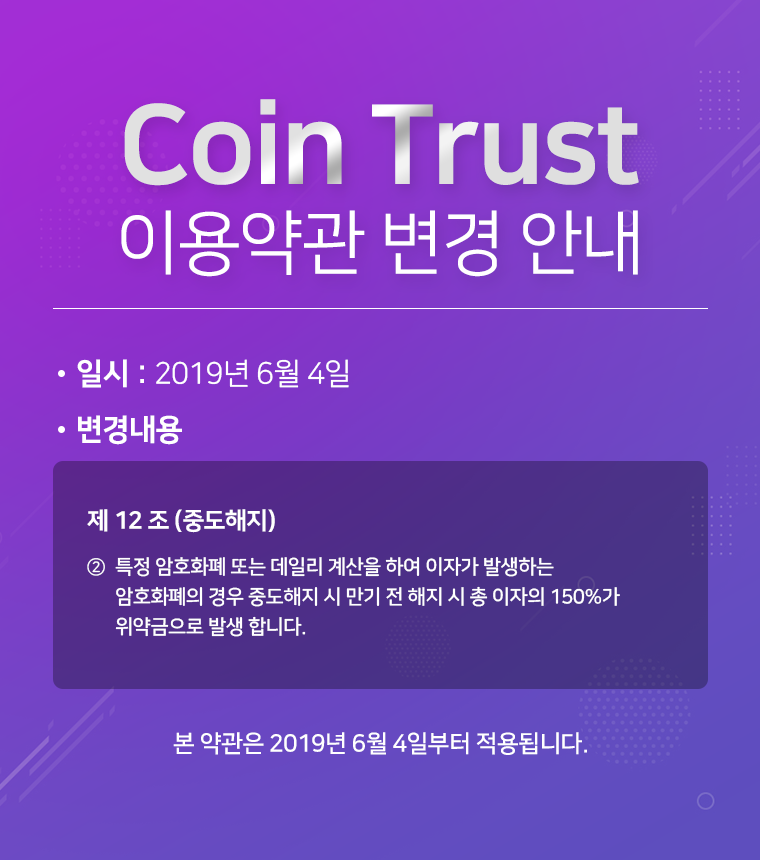 Coin Trust
이용약관 변경 안내
• 일시 : 2019년 6월 4일
• 변경내용
제 12 조 (중도해지)
② 특정 암호화폐 또는 데일리 계산을 하여 이자가 발생하는
암호화폐의 경우 중도해지 시 만기 전 해지 시 총 이자의 150%가
위약금으로 발생 합니다.
본 약관은 2019년 6월 4일부터 적용됩니다.